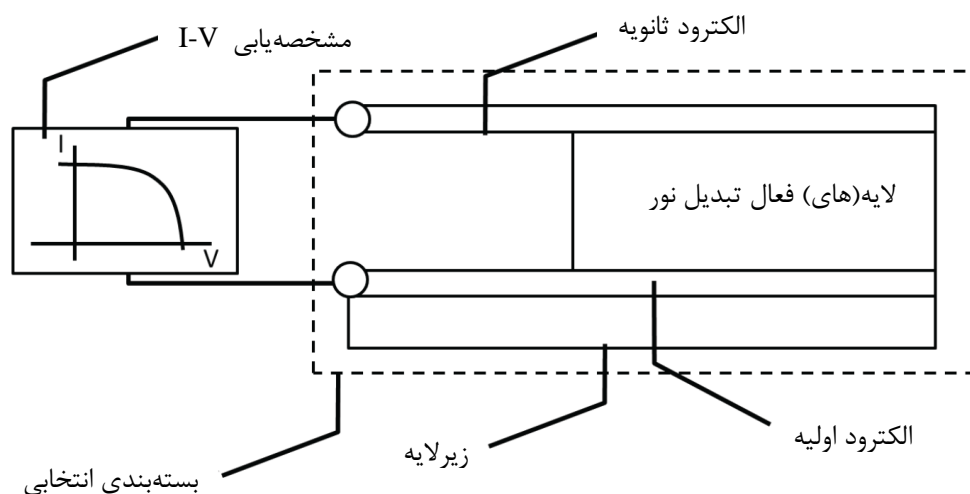 الکترود ثانویه
مشخصه‌یابی I-V
I
V
لایه(های) فعال تبدیل نور
الکترود اولیه
زیرلایه
بسته‌بندی انتخابی